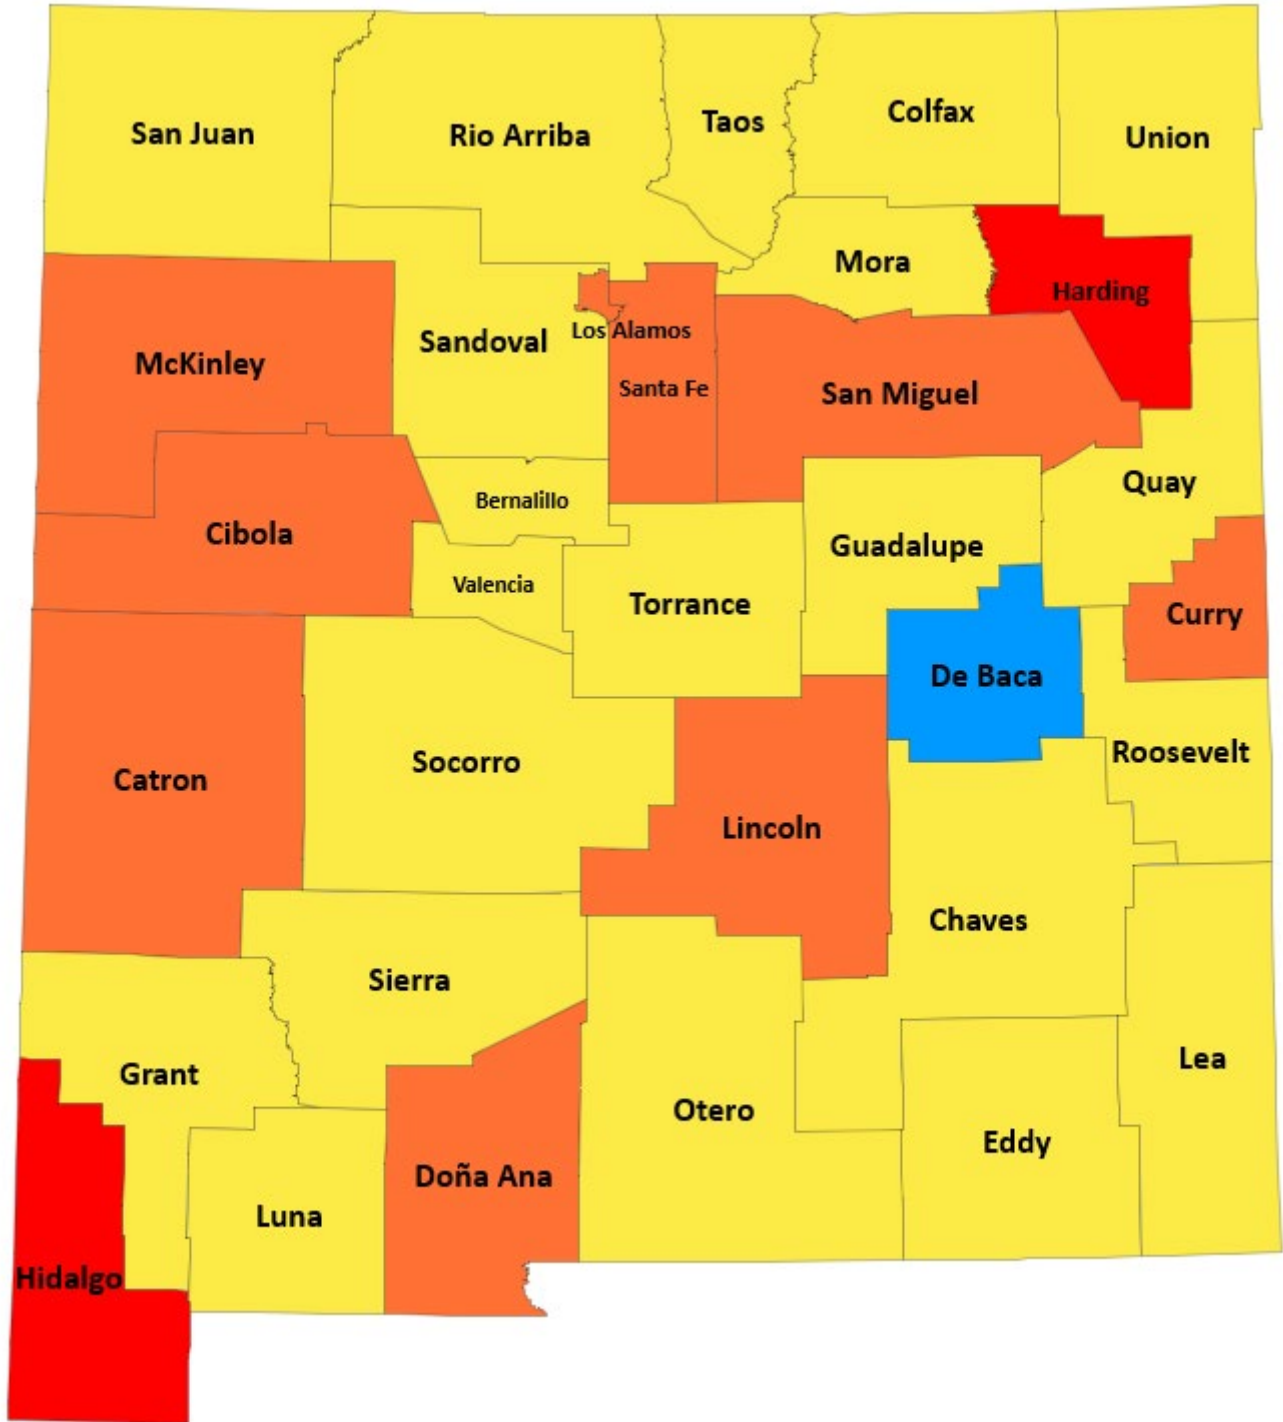 San Juan
Rio Arriba
Taos
Colfax
Union
Mora
Harding
McKinley
Sandoval
Los Alamos
Santa Fe
San Miguel
Quay
Bernalillo
Cibola
Guadalupe
Valencia
Torrance
Curry
De Baca
Catron
Socorro
Roosevelt
Lincoln
Chaves
Sierra
Grant
Lea
Otero
Eddy
Doña Ana
Luna
Hidalgo